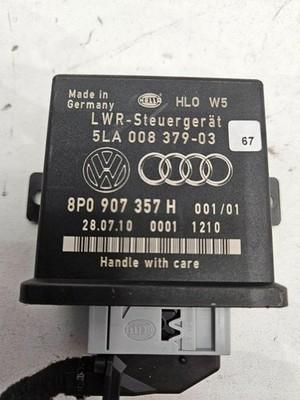 Made in
Germany
HELLA
HLO W5
LWR-Steuergerät
5LA 008 379-03
67
8P0 907 357 H 001/01
28.07.10 0001 1210
Handle with care